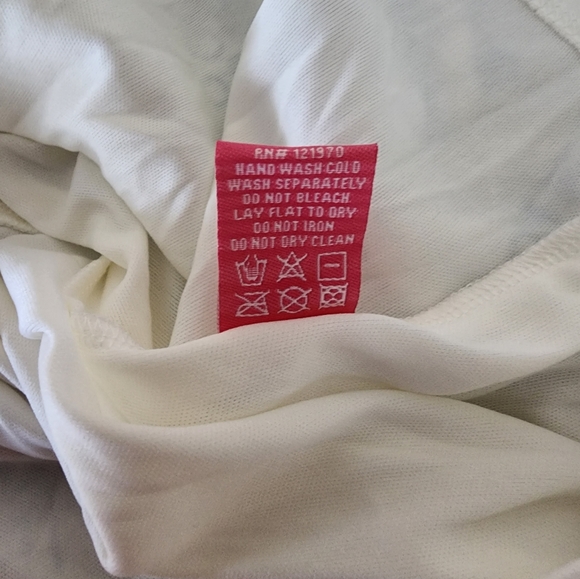 RN# 121970
HAND WASH COLD
WASH SEPARATELY
DO NOT BLEACH
LAY FLAT TO DRY
DO NOT IRON
DO NOT DRY CLEAN